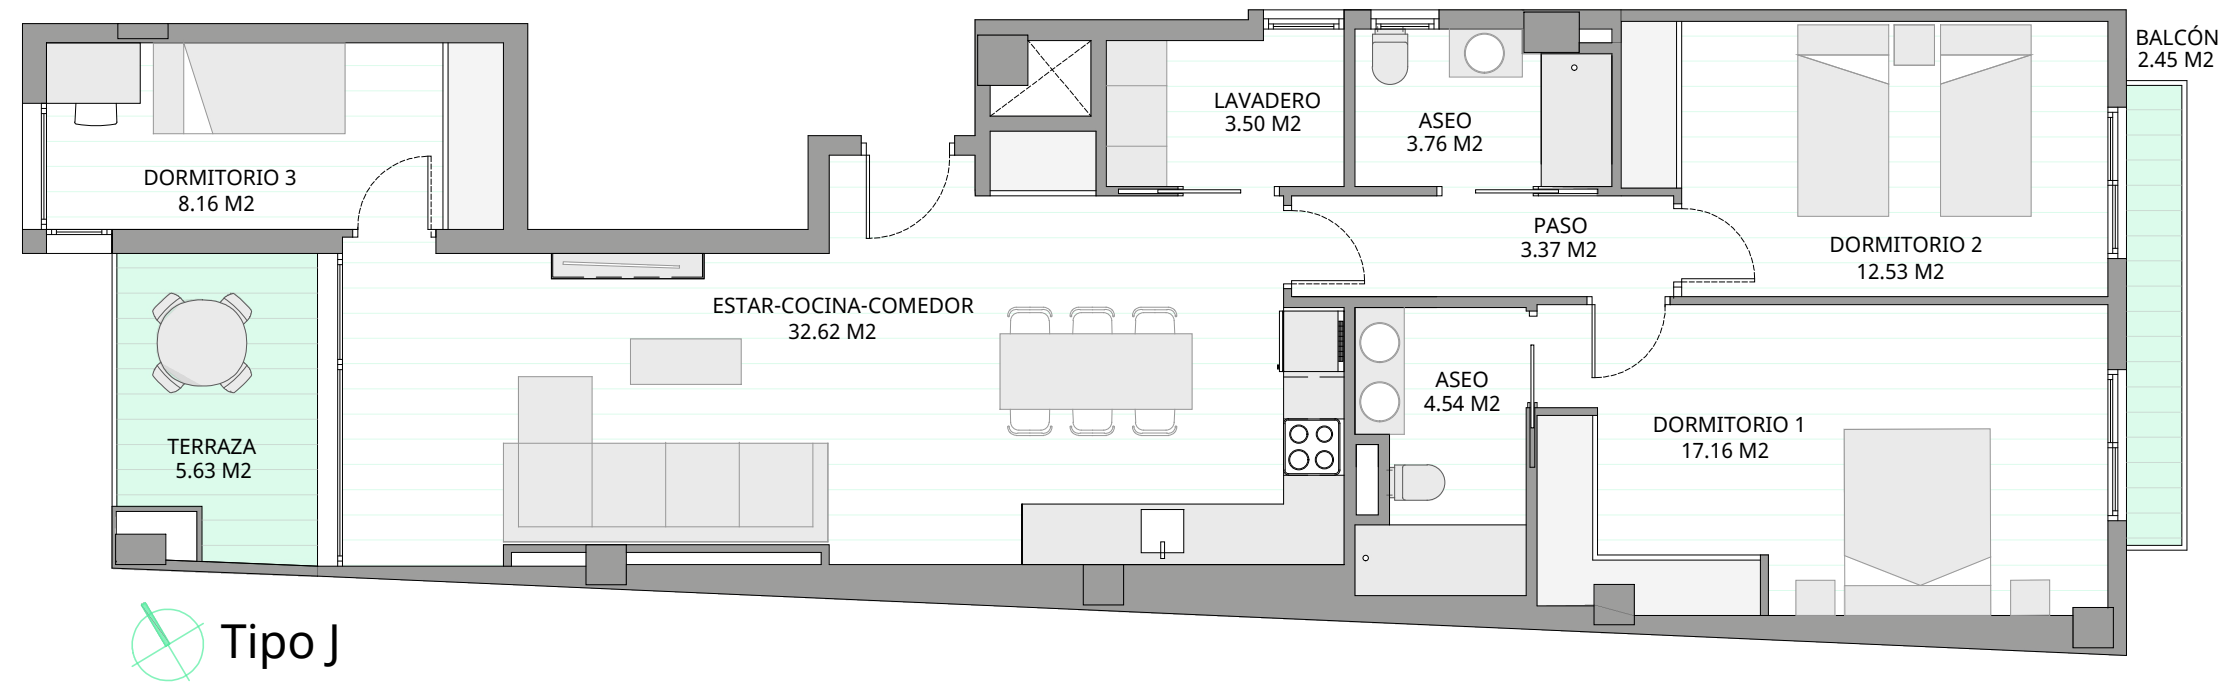 BALCÓN
2.45 M2
LAVADERO
3.50 M2
ASEO
3.76 M2
DORMITORIO 3
8.16 M2
PASO
3.37 M2
DORMITORIO 2
12.53 M2
ESTAR-COCINA-COMEDOR
32.62 M2
ASEO
4.54 M2
DORMITORIO 1
17.16 M2
TERRAZA
5.63 M2
Tipo J